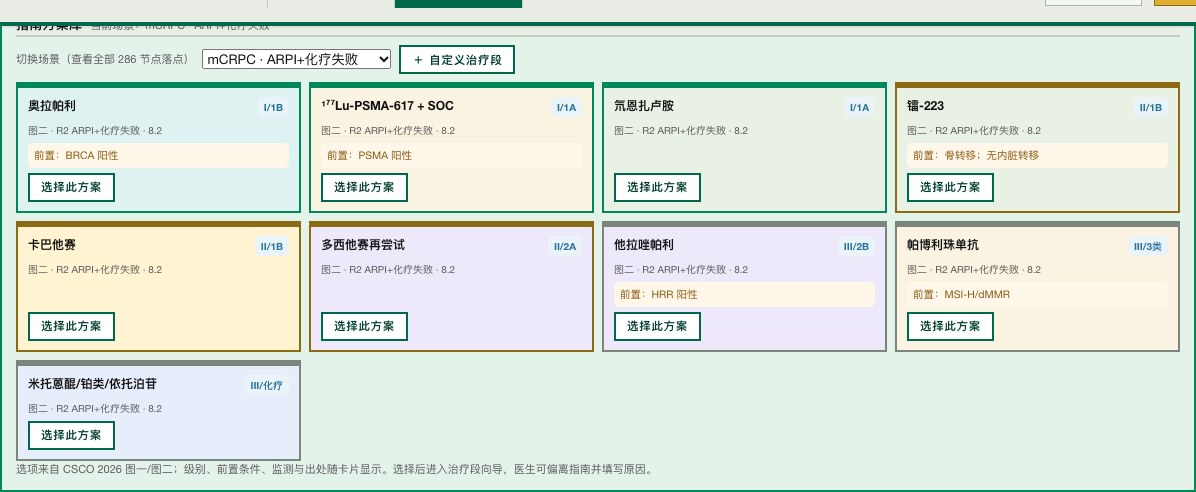 指南方案库 当前场景：mCRPC · ARPI+化疗失败
切换场景（查看全部 286 节点落点） mCRPC · ARPI+化疗失败 ＋ 自定义治疗段
奥拉帕利 I/1B
图二 · R2 ARPI+化疗失败 · 8.2
前置：BRCA 阳性
选择此方案
¹⁷⁷Lu-PSMA-617 + SOC I/1A
图二 · R2 ARPI+化疗失败 · 8.2
前置：PSMA 阳性
选择此方案
氘恩扎卢胺 I/1A
图二 · R2 ARPI+化疗失败 · 8.2
选择此方案
镭-223 II/1B
图二 · R2 ARPI+化疗失败 · 8.2
前置：骨转移；无内脏转移
选择此方案
卡巴他赛 II/1B
图二 · R2 ARPI+化疗失败 · 8.2
选择此方案
多西他赛再尝试 II/2A
图二 · R2 ARPI+化疗失败 · 8.2
选择此方案
他拉唑帕利 III/2B
图二 · R2 ARPI+化疗失败 · 8.2
前置：HRR 阳性
选择此方案
帕博利珠单抗 III/3类
图二 · R2 ARPI+化疗失败 · 8.2
前置：MSI-H/dMMR
选择此方案
米托蒽醌/铂类/依托泊苷 III/化疗
图二 · R2 ARPI+化疗失败 · 8.2
选择此方案
选项来自 CSCO 2026 图一/图二；级别、前置条件、监测与出处随卡片显示。选择后进入治疗段向导，医生可偏离指南并填写原因。